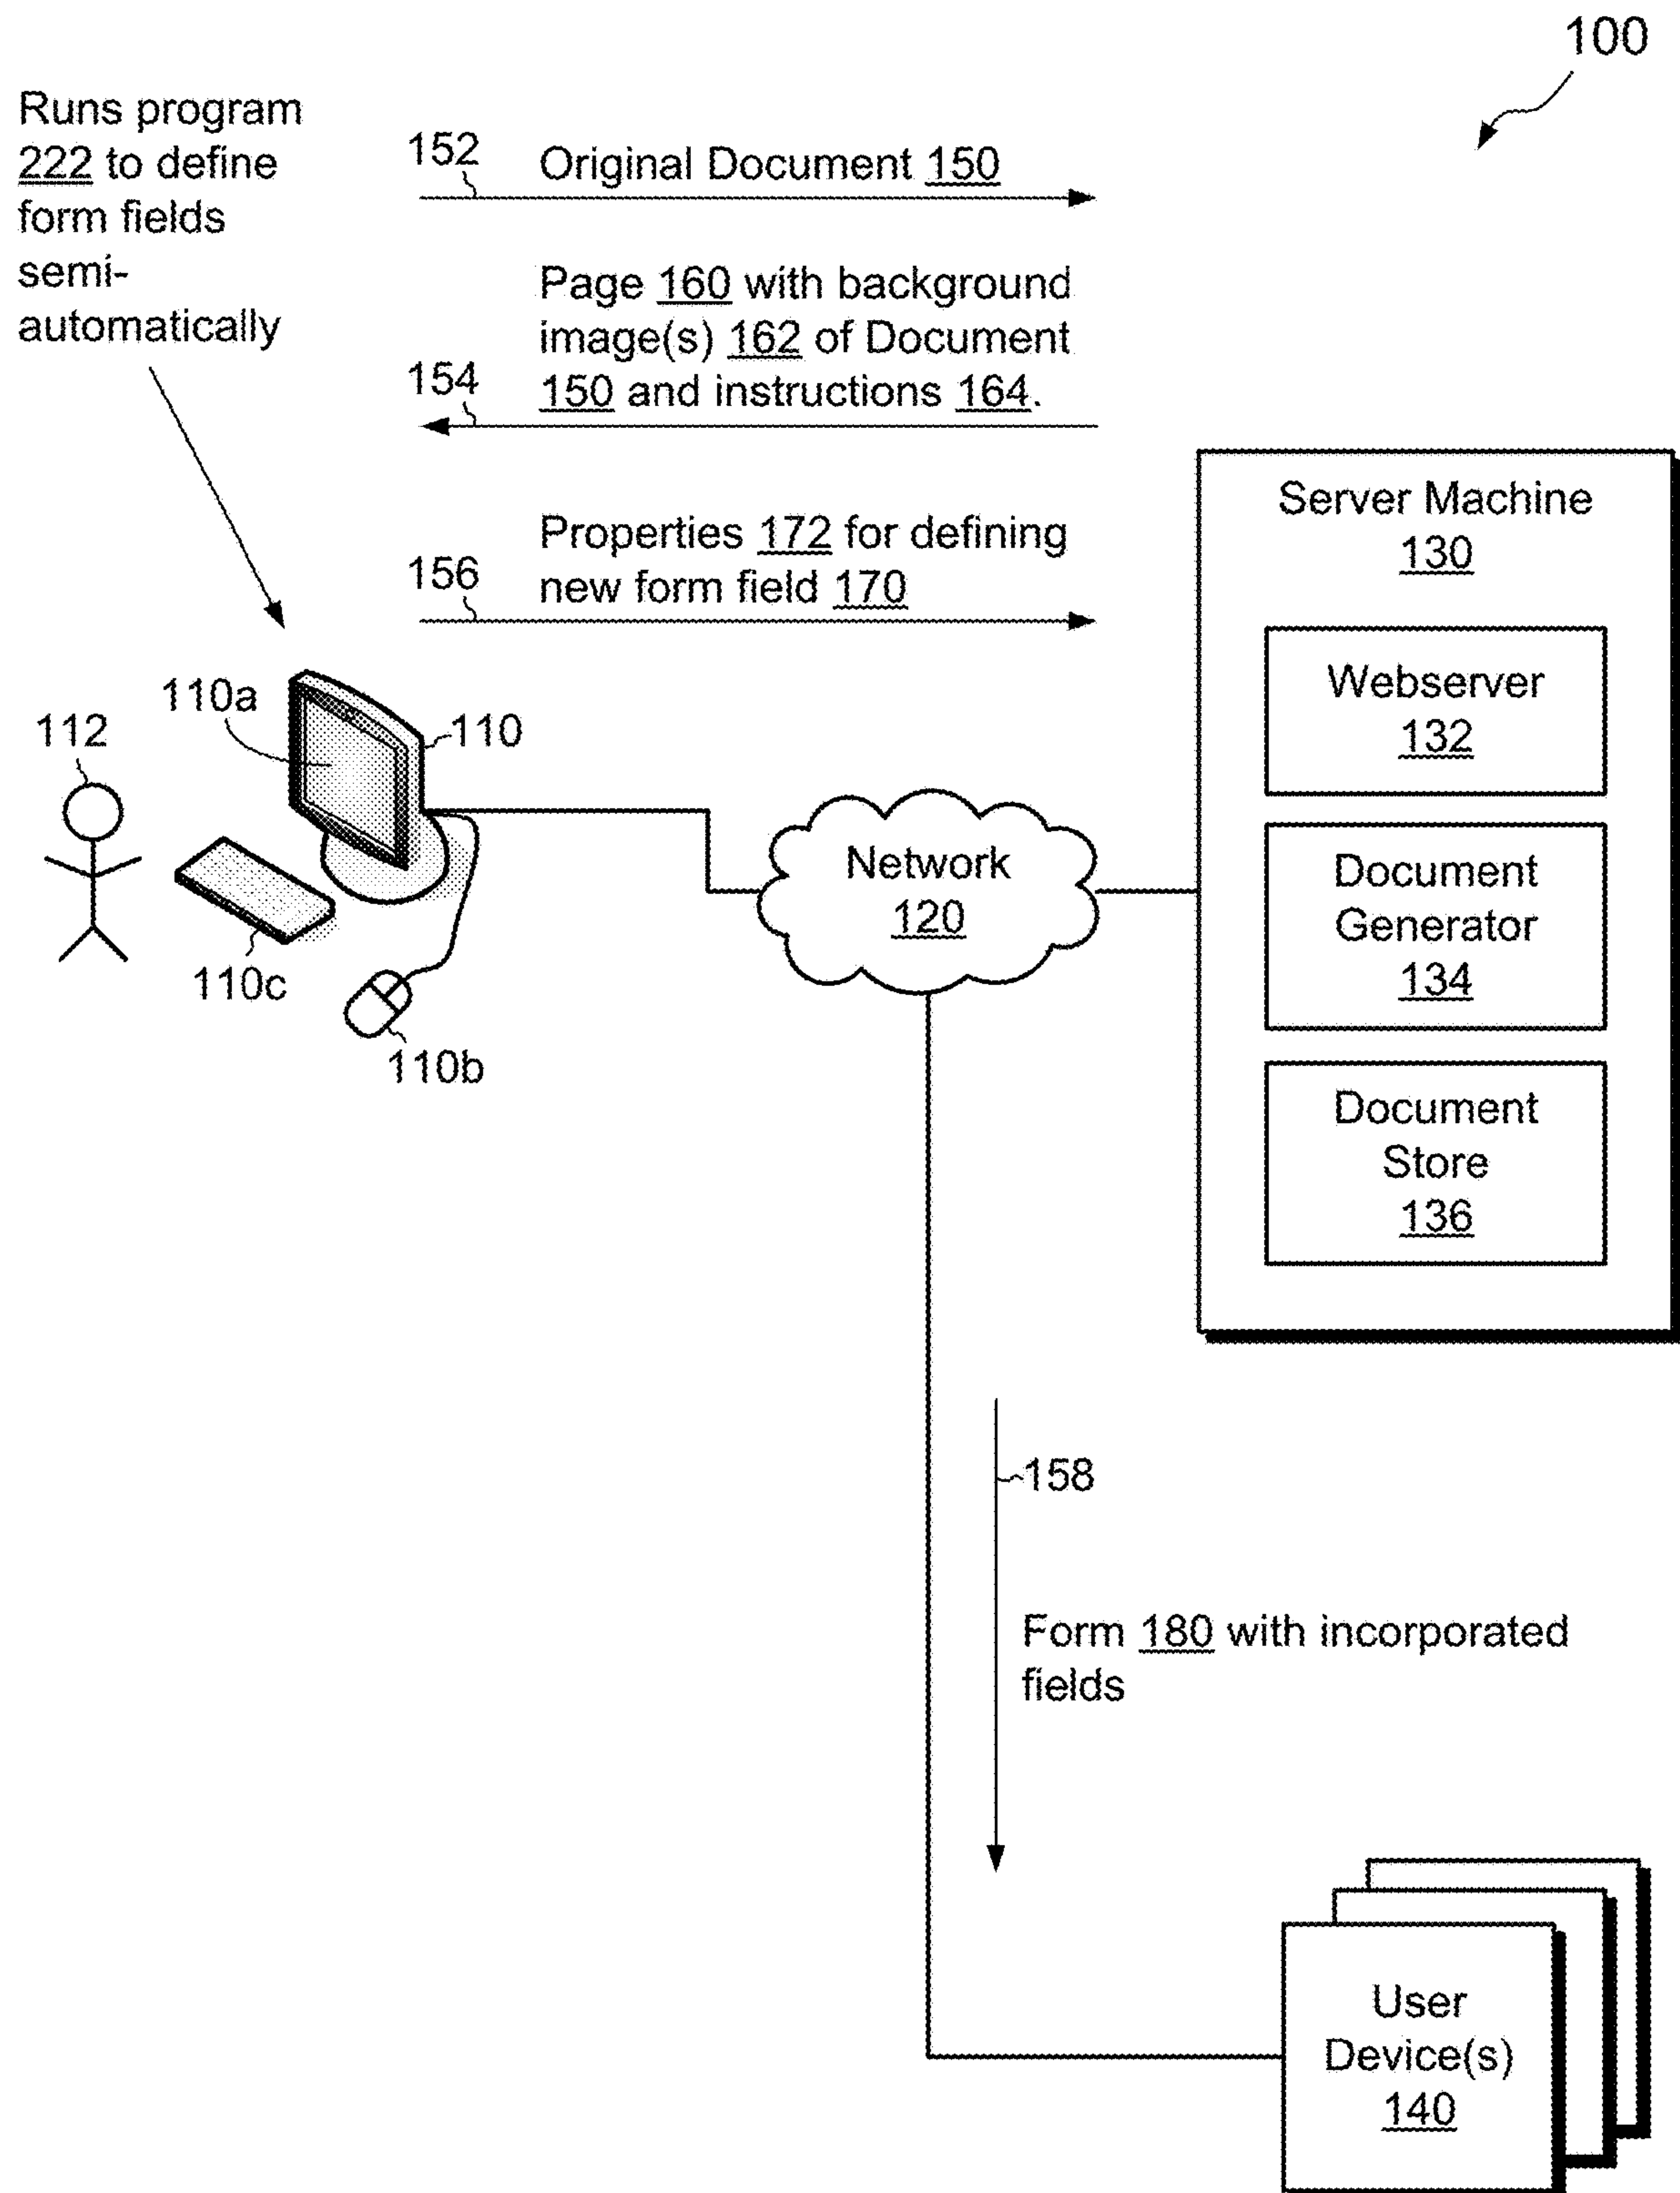 100
Runs program
222 to define
form fields
semi-
automatically
152
Original Document 150
Page 160 with background
image(s) 162 of Document
150 and instructions 164.
154
Properties 172 for defining
new form field 170
156
Server Machine
130
Webserver
132
Document
Generator
134
Document
Store
136
110a
110
112
110c
110b
Network
120
158
Form 180 with incorporated
fields
User
Device(s)
140